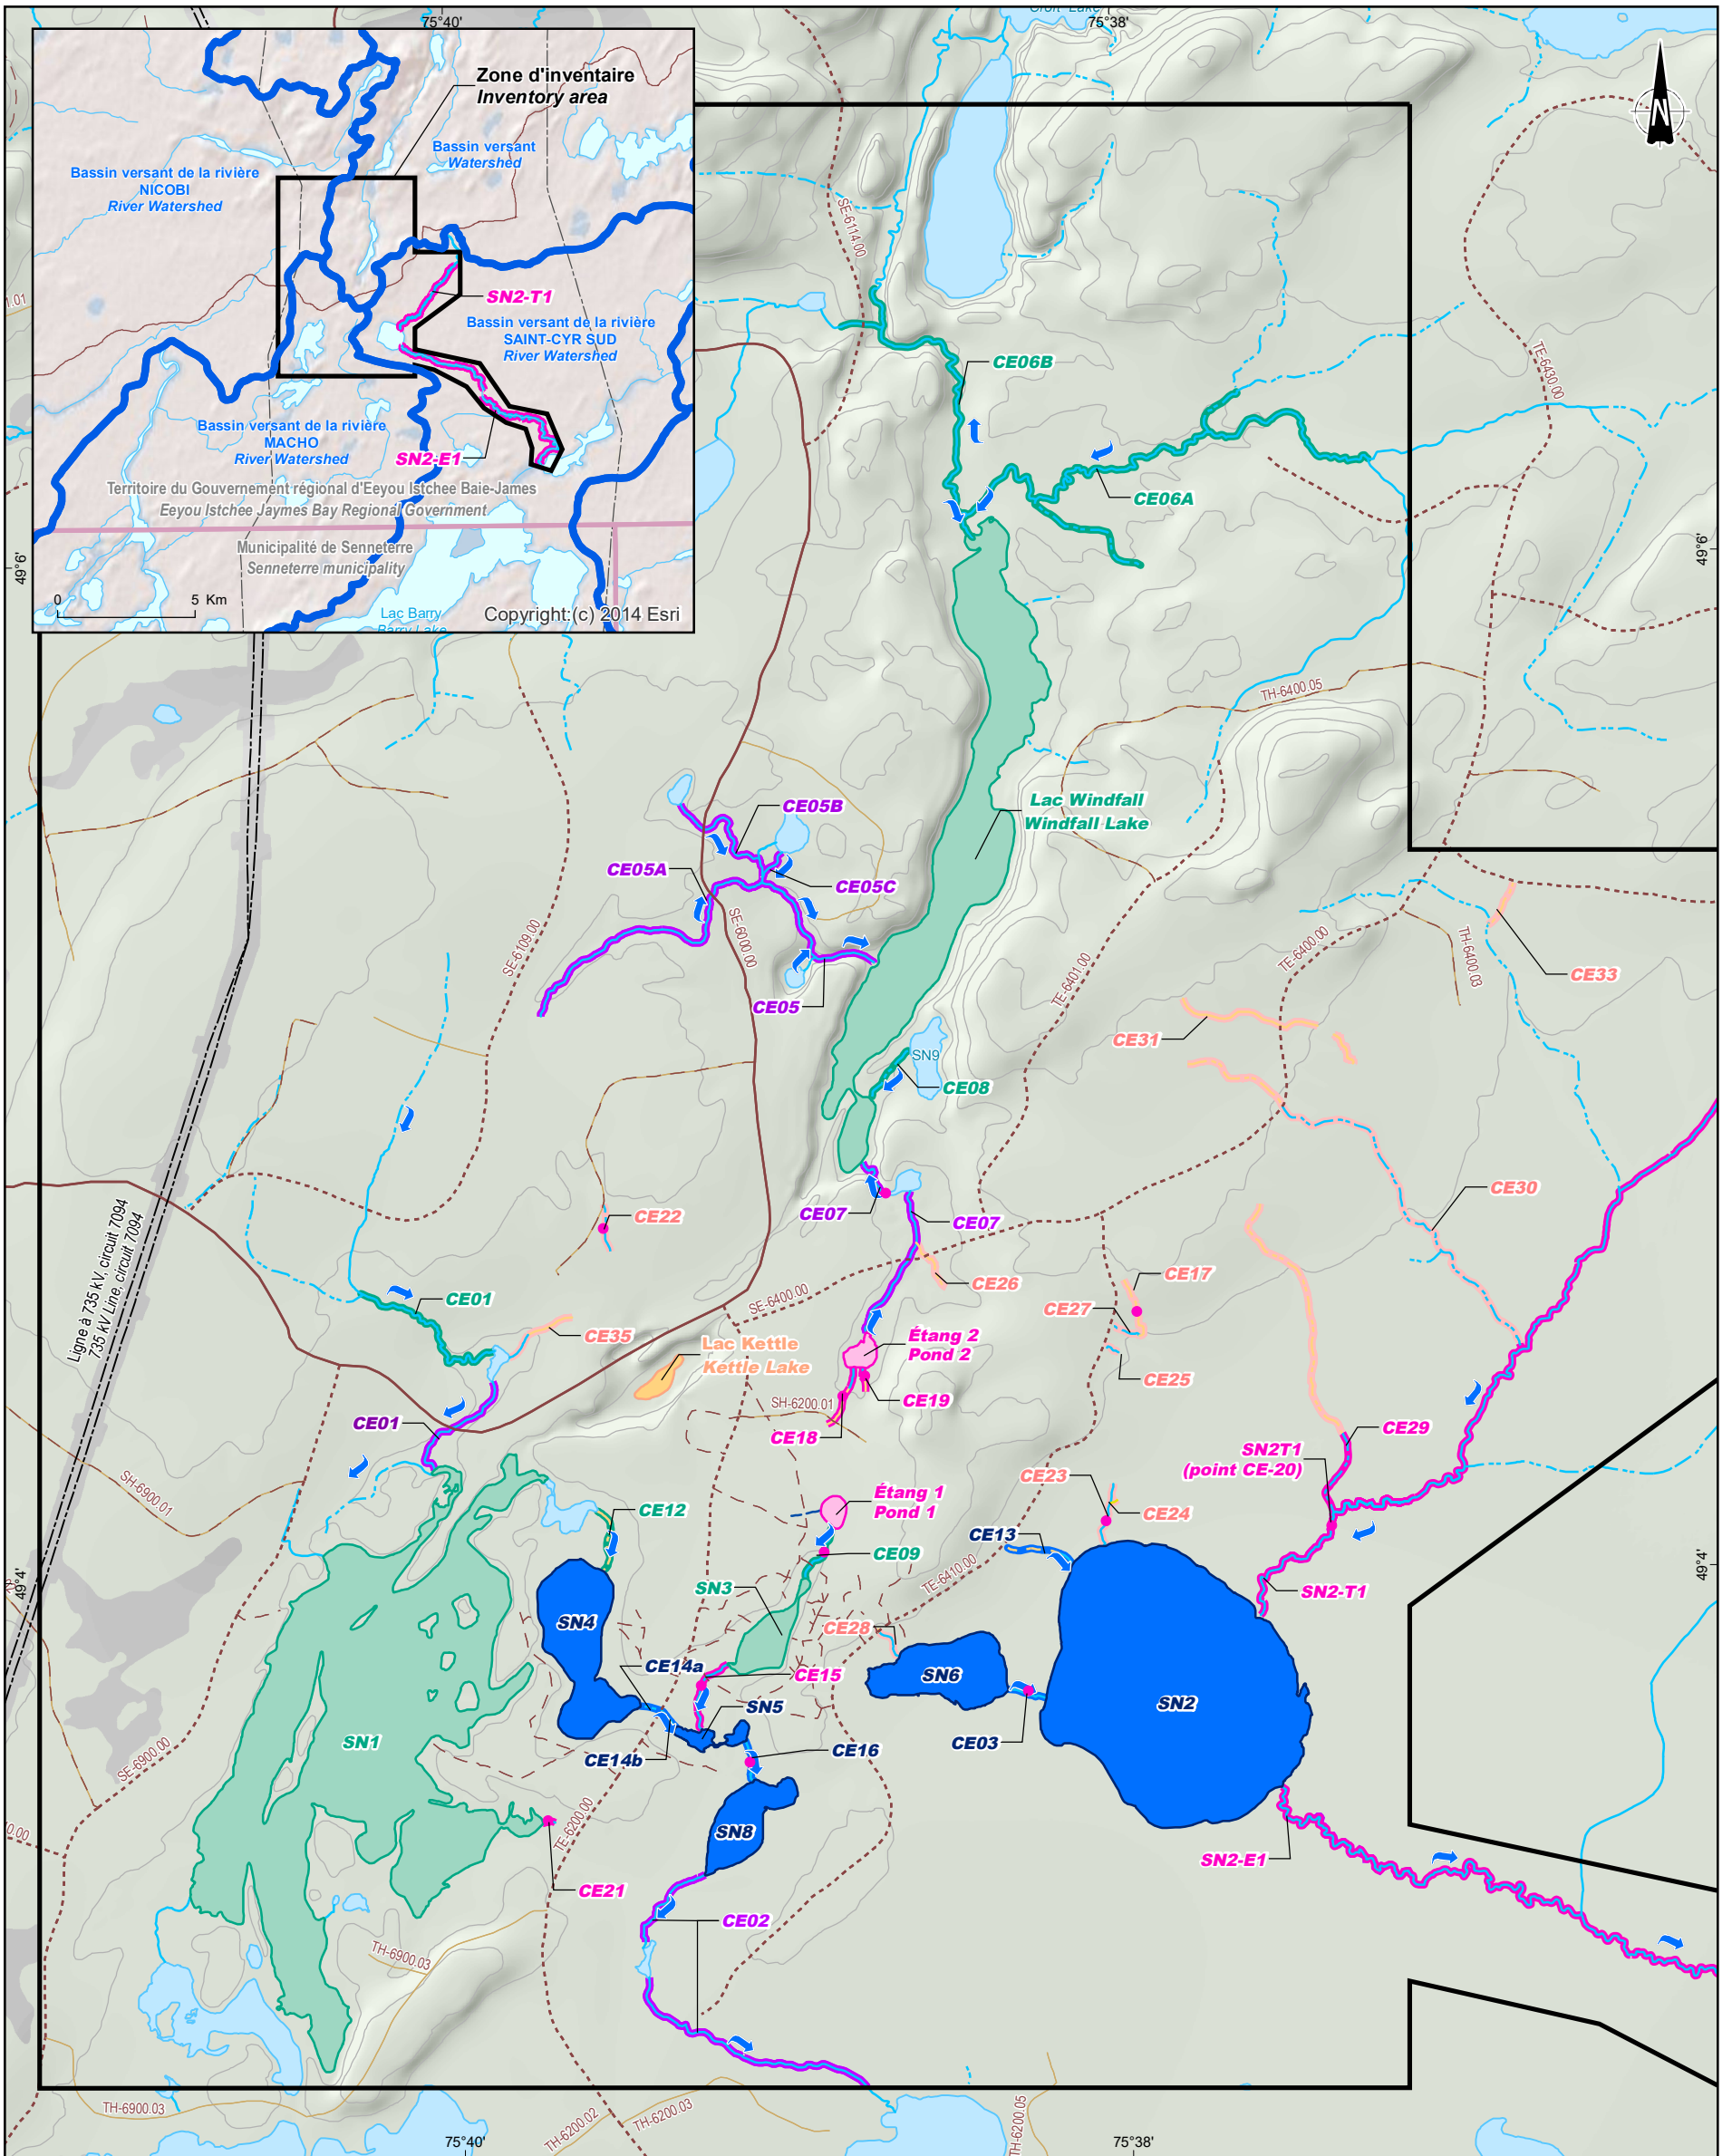 75°40'
75°38'
Zone d'inventaire
Inventory area
Bassin versant
Watershed
Bassin versant de la rivière
NICOBI
River Watershed
SN2-T1
Bassin versant de la rivière
SAINT-CYR SUD
River Watershed
Bassin versant de la rivière
MACHO
River Watershed
SN2-E1
Territoire du Gouvernement régional d'Eeyou Istchee Baie-James
Eeyou Istchee Jaymes Bay Regional Government
Municipalité de Senneterre
Senneterre municipality
0 5 Km
Lac Barry
Barry Lake
Copyright:(c) 2014 Esri
N
1.01
49°6'
49°6'
SE-6114.00
TE-6430.00
CE06B
CE06A
TH-6400.05
Lac Windfall
Windfall Lake
CE05B
CE05A
CE05C
SE-6000.00
SE-6109.00
CE05
TE-6401.00
TE-6400.00
TH-6400.03
CE33
CE31
SN9
CE08
CE30
CE07
CE07
CE22
Ligne à 735 kV, circuit 7094
735 kV Line, circuit 7094
CE26
CE17
CE27
CE01
SE-6400.00
CE35
Étang 2
Pond 2
Lac Kettle
Kettle Lake
CE25
CE19
SH-6200.01
CE18
CE01
CE29
SN2T1
(point CE-20)
SH-6900.01
CE23
CE24
Étang 1
Pond 1
CE12
CE13
CE09
49°4'
49°4'
TE-6410.00
SN3
SN2-T1
SN4
CE28
CE14a
CE15
SN6
SN5
SN2
SN1
CE16
CE03
CE14b
SE-6900.00
TE-6200.00
SN8
0.00
SN2-E1
CE21
CE02
TH-6900.03
TH-6900.03
TH-6200.02
TH-6200.03
TH-6200.05
75°40'
75°38'